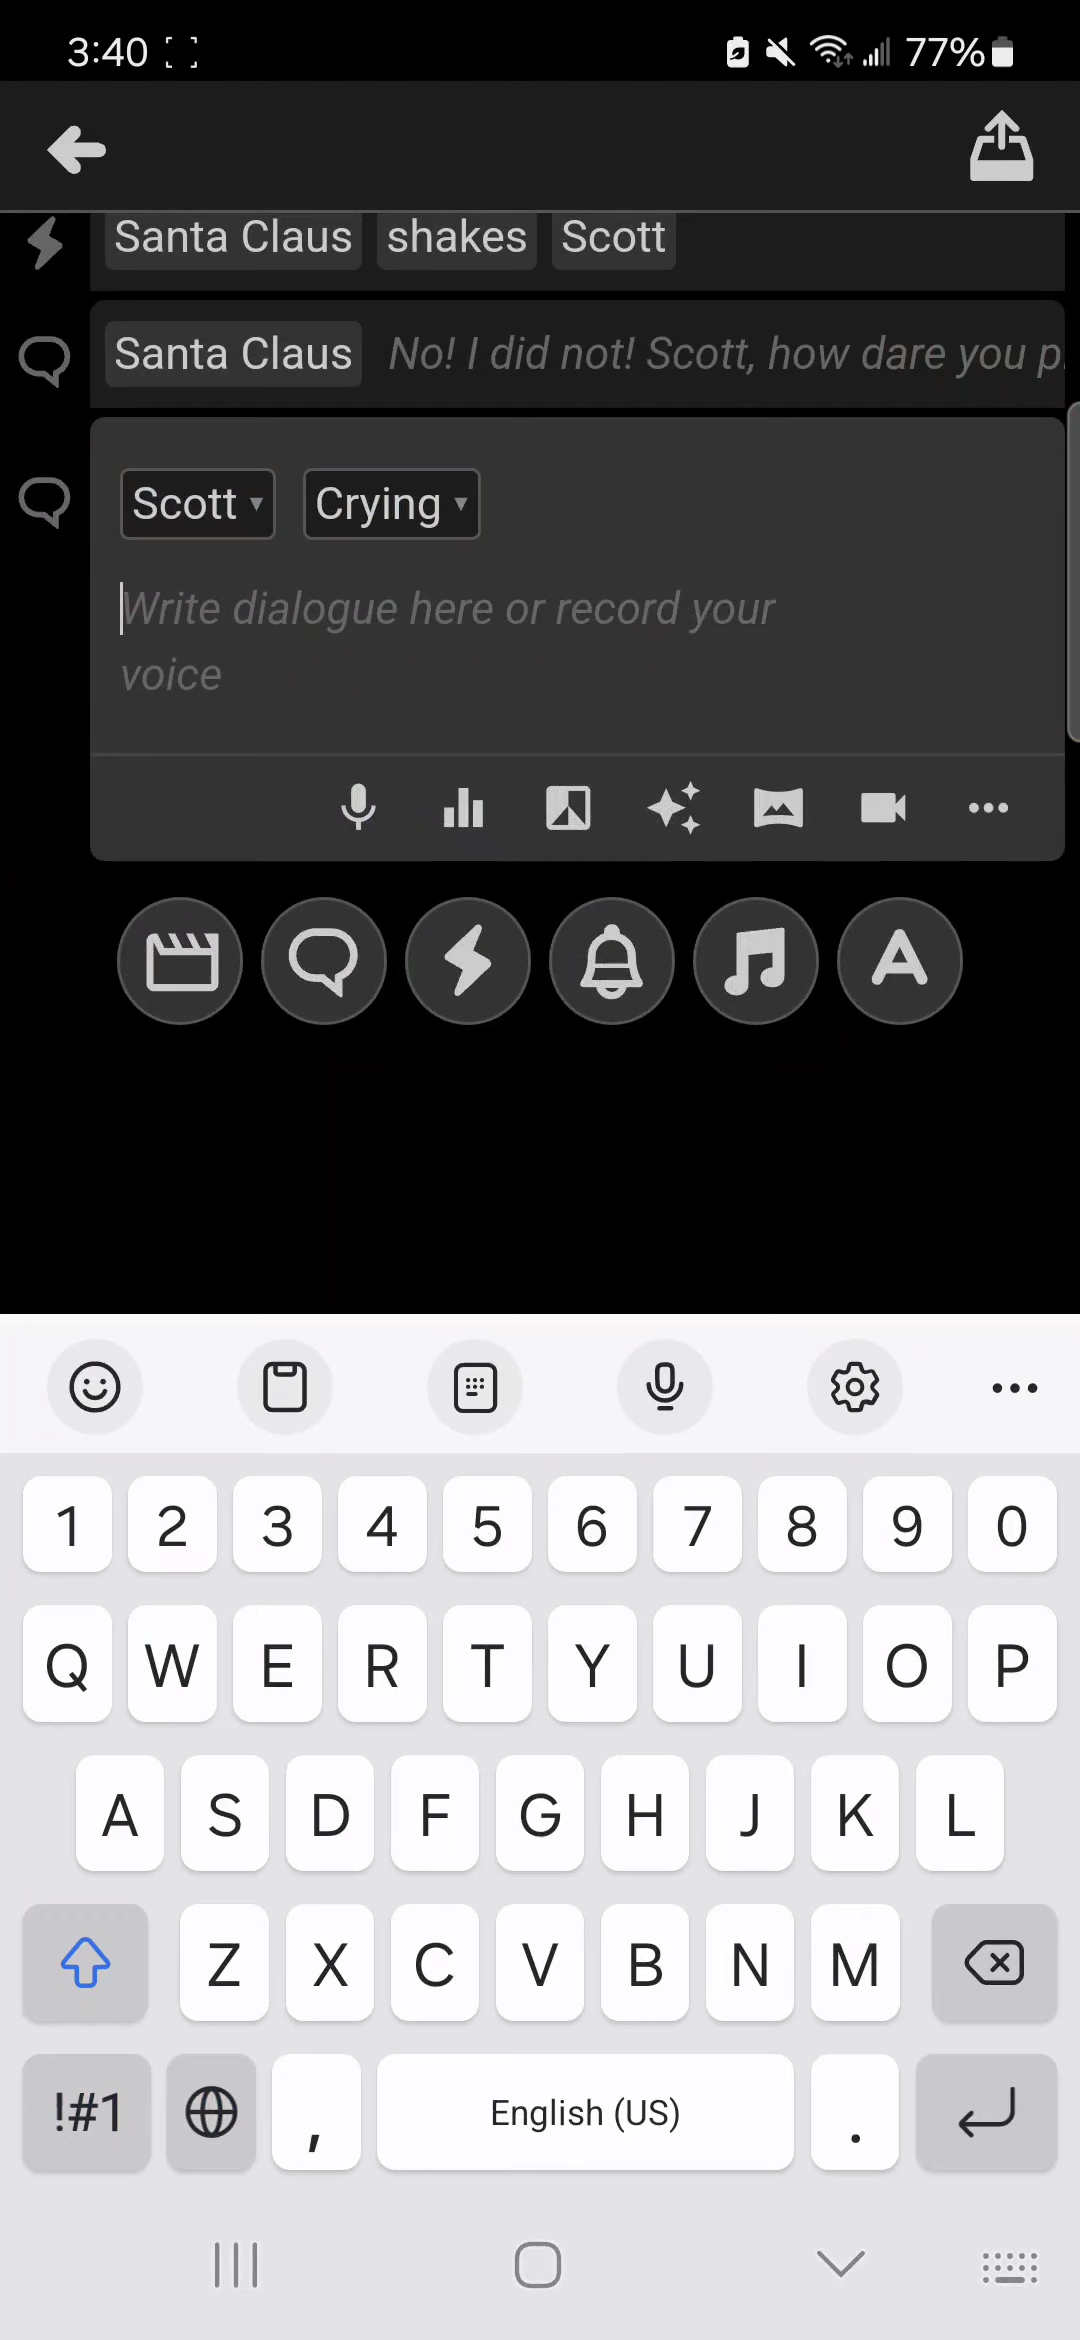 3:40 77%
Santa Claus shakes Scott
Santa Claus No! I did not! Scott, how dare you p
Scott Crying
Write dialogue here or record your
voice
1 2 3 4 5 6 7 8 9 0
Q W E R T Y U I O P
A S D F G H J K L
Z X C V B N M
!#1 , English (US) .